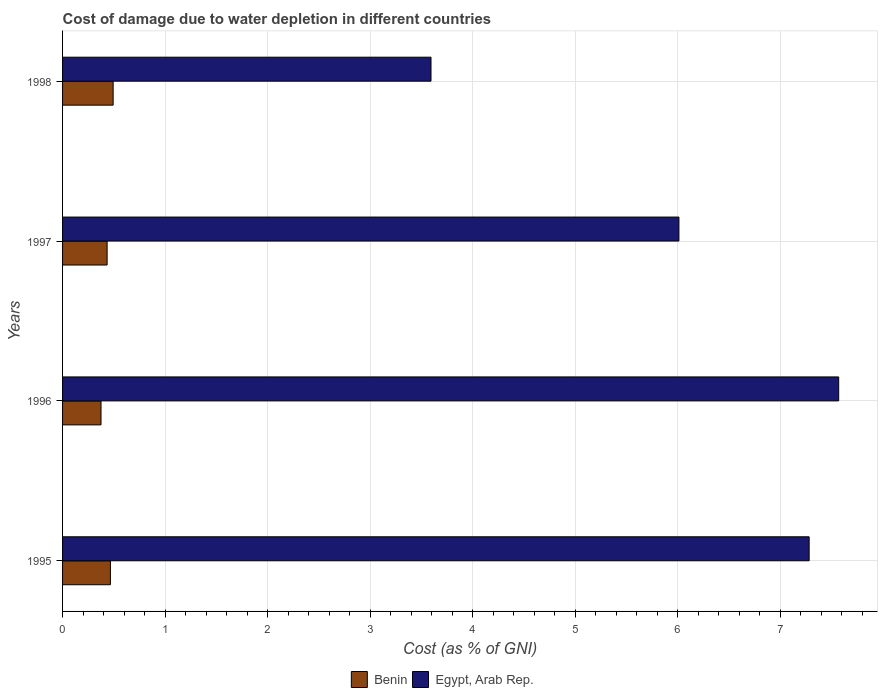 Cost of damage due to water depletion in different countries
1998
1997
1996
1995
Years
0 1 2 3 4 5 6 7
Cost (as % of GNI)
Benin Egypt, Arab Rep.